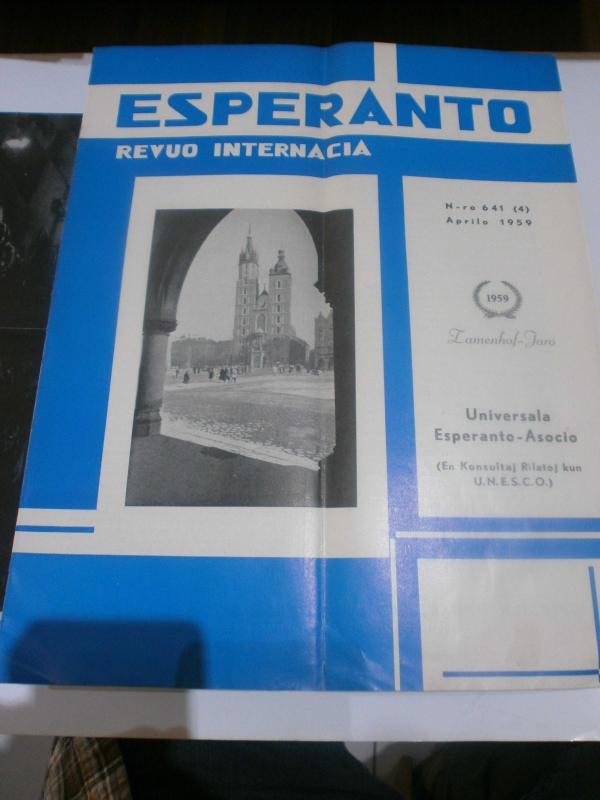 ESPERANTO
REVUO INTERNACIA
N-ro 641 (4)
Aprilo 1959
1959
Zamenhof-Jaro
Universala
Esperanto-Asocio
(En Konsultaj Rilatoj kun
U.N.E.S.C.O.)